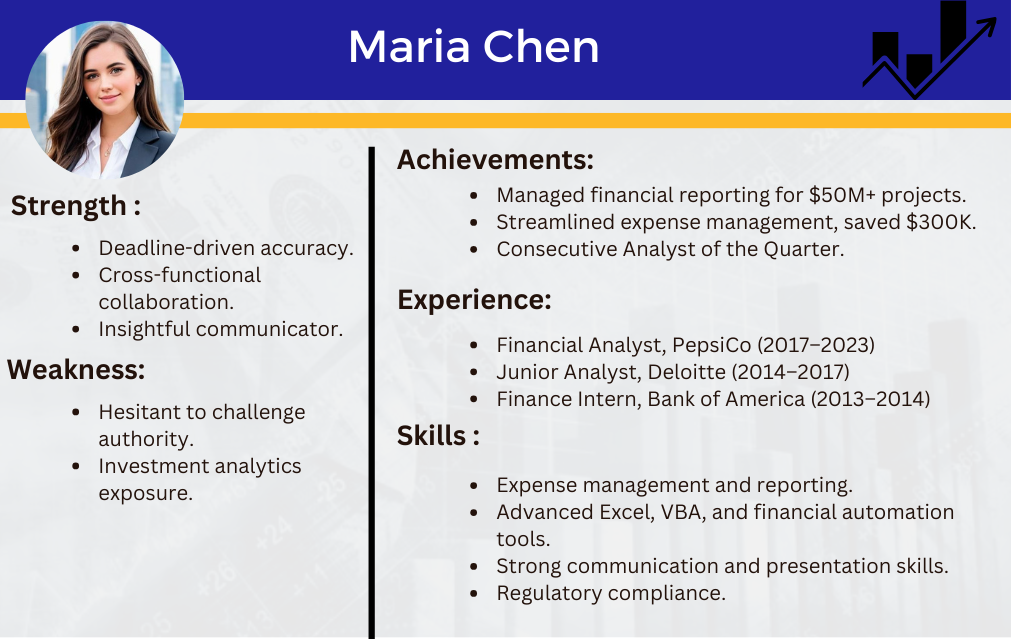 Maria Chen
Strength :
Deadline-driven accuracy.
Cross-functional
collaboration.
Insightful communicator.
Weakness:
Hesitant to challenge
authority.
Investment analytics
exposure.
Achievements:
Managed financial reporting for $50M+ projects.
Streamlined expense management, saved $300K.
Consecutive Analyst of the Quarter.
Experience:
Financial Analyst, PepsiCo (2017–2023)
Junior Analyst, Deloitte (2014–2017)
Finance Intern, Bank of America (2013–2014)
Skills :
Expense management and reporting.
Advanced Excel, VBA, and financial automation
tools.
Strong communication and presentation skills.
Regulatory compliance.